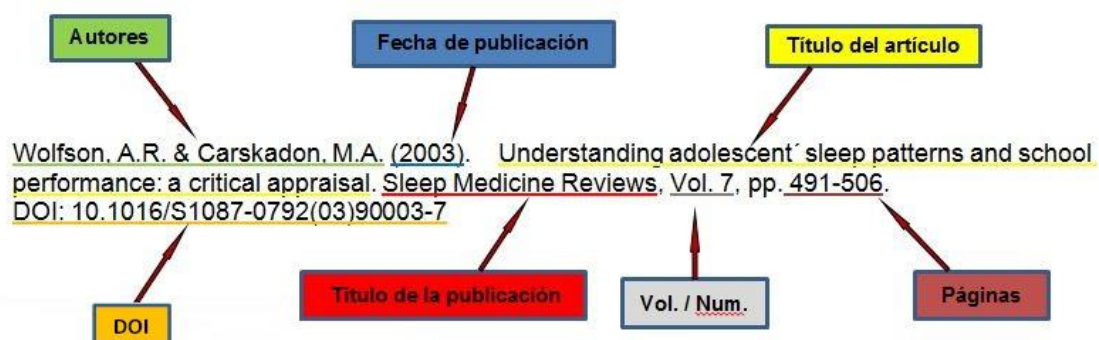 Autores
Fecha de publicación
Título del artículo
Wolfson, A.R. & Carskadon, M.A. (2003). Understanding adolescent´ sleep patterns and school
performance: a critical appraisal. Sleep Medicine Reviews, Vol. 7, pp. 491-506.
DOI: 10.1016/S1087-0792(03)90003-7
Título de la publicación
Vol. / Num.
Páginas
DOI